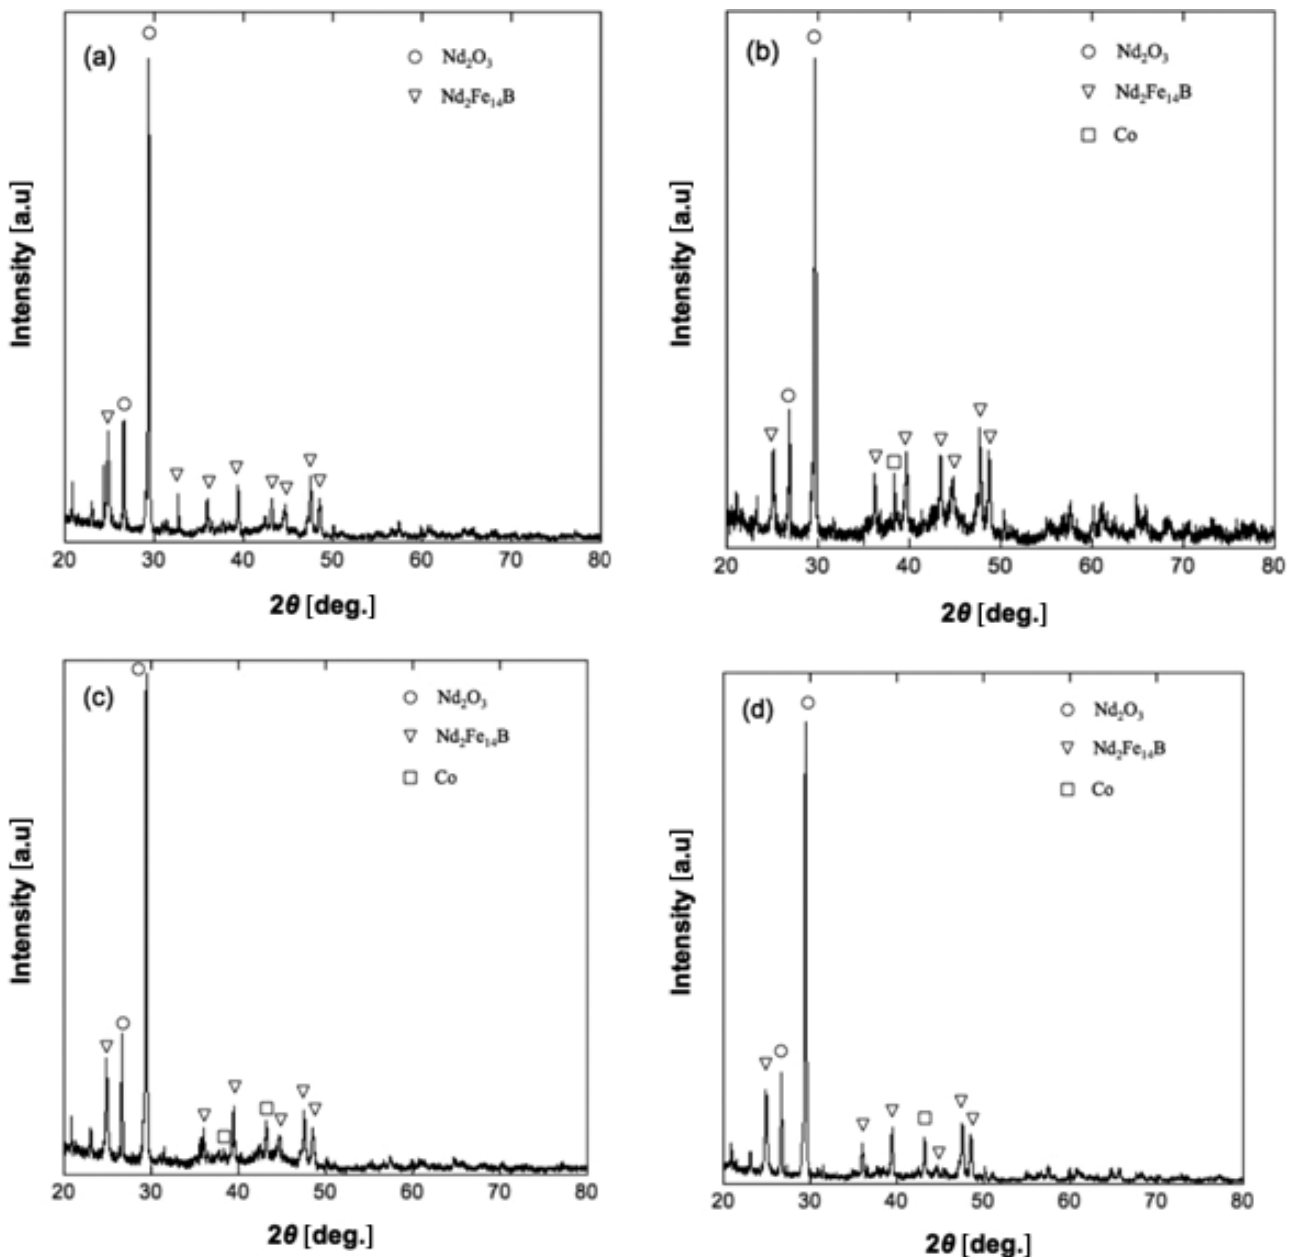 (a)
○ Nd₂O₃
▽ Nd₂Fe₁₄B
Intensity [a.u]
20 30 40 50 60 70 80
2θ [deg.]
(b)
○ Nd₂O₃
▽ Nd₂Fe₁₄B
□ Co
Intensity [a.u]
20 30 40 50 60 70 80
2θ [deg.]
(c)
○ Nd₂O₃
▽ Nd₂Fe₁₄B
□ Co
Intensity [a.u]
20 30 40 50 60 70 80
2θ [deg.]
(d)
○ Nd₂O₃
▽ Nd₂Fe₁₄B
□ Co
Intensity [a.u]
20 30 40 50 60 70 80
2θ [deg.]